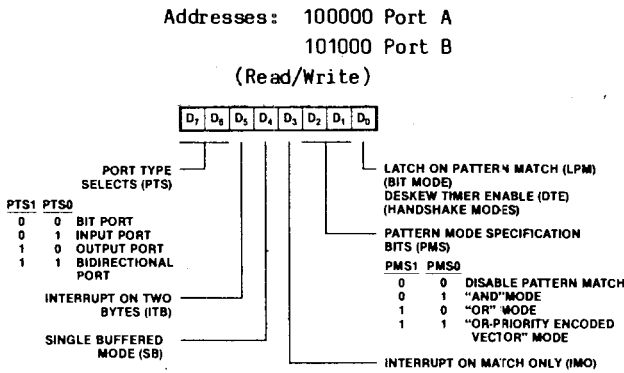 Addresses: 100000 Port A
101000 Port B
(Read/Write)
D7 D6 D5 D4 D3 D2 D1 D0
PORT TYPE
SELECTS (PTS)
PTS1 PTS0
0 0 BIT PORT
0 1 INPUT PORT
1 0 OUTPUT PORT
1 1 BIDIRECTIONAL
PORT
INTERRUPT ON TWO
BYTES (ITB)
SINGLE BUFFERED
MODE (SB)
LATCH ON PATTERN MATCH (LPM)
(BIT MODE)
DESKEW TIMER ENABLE (DTE)
(HANDSHAKE MODES)
PATTERN MODE SPECIFICATION
BITS (PMS)
PMS1 PMS0
0 0 DISABLE PATTERN MATCH
0 1 "AND" MODE
1 0 "OR" MODE
1 1 "OR-PRIORITY ENCODED
VECTOR" MODE
INTERRUPT ON MATCH ONLY (IMO)